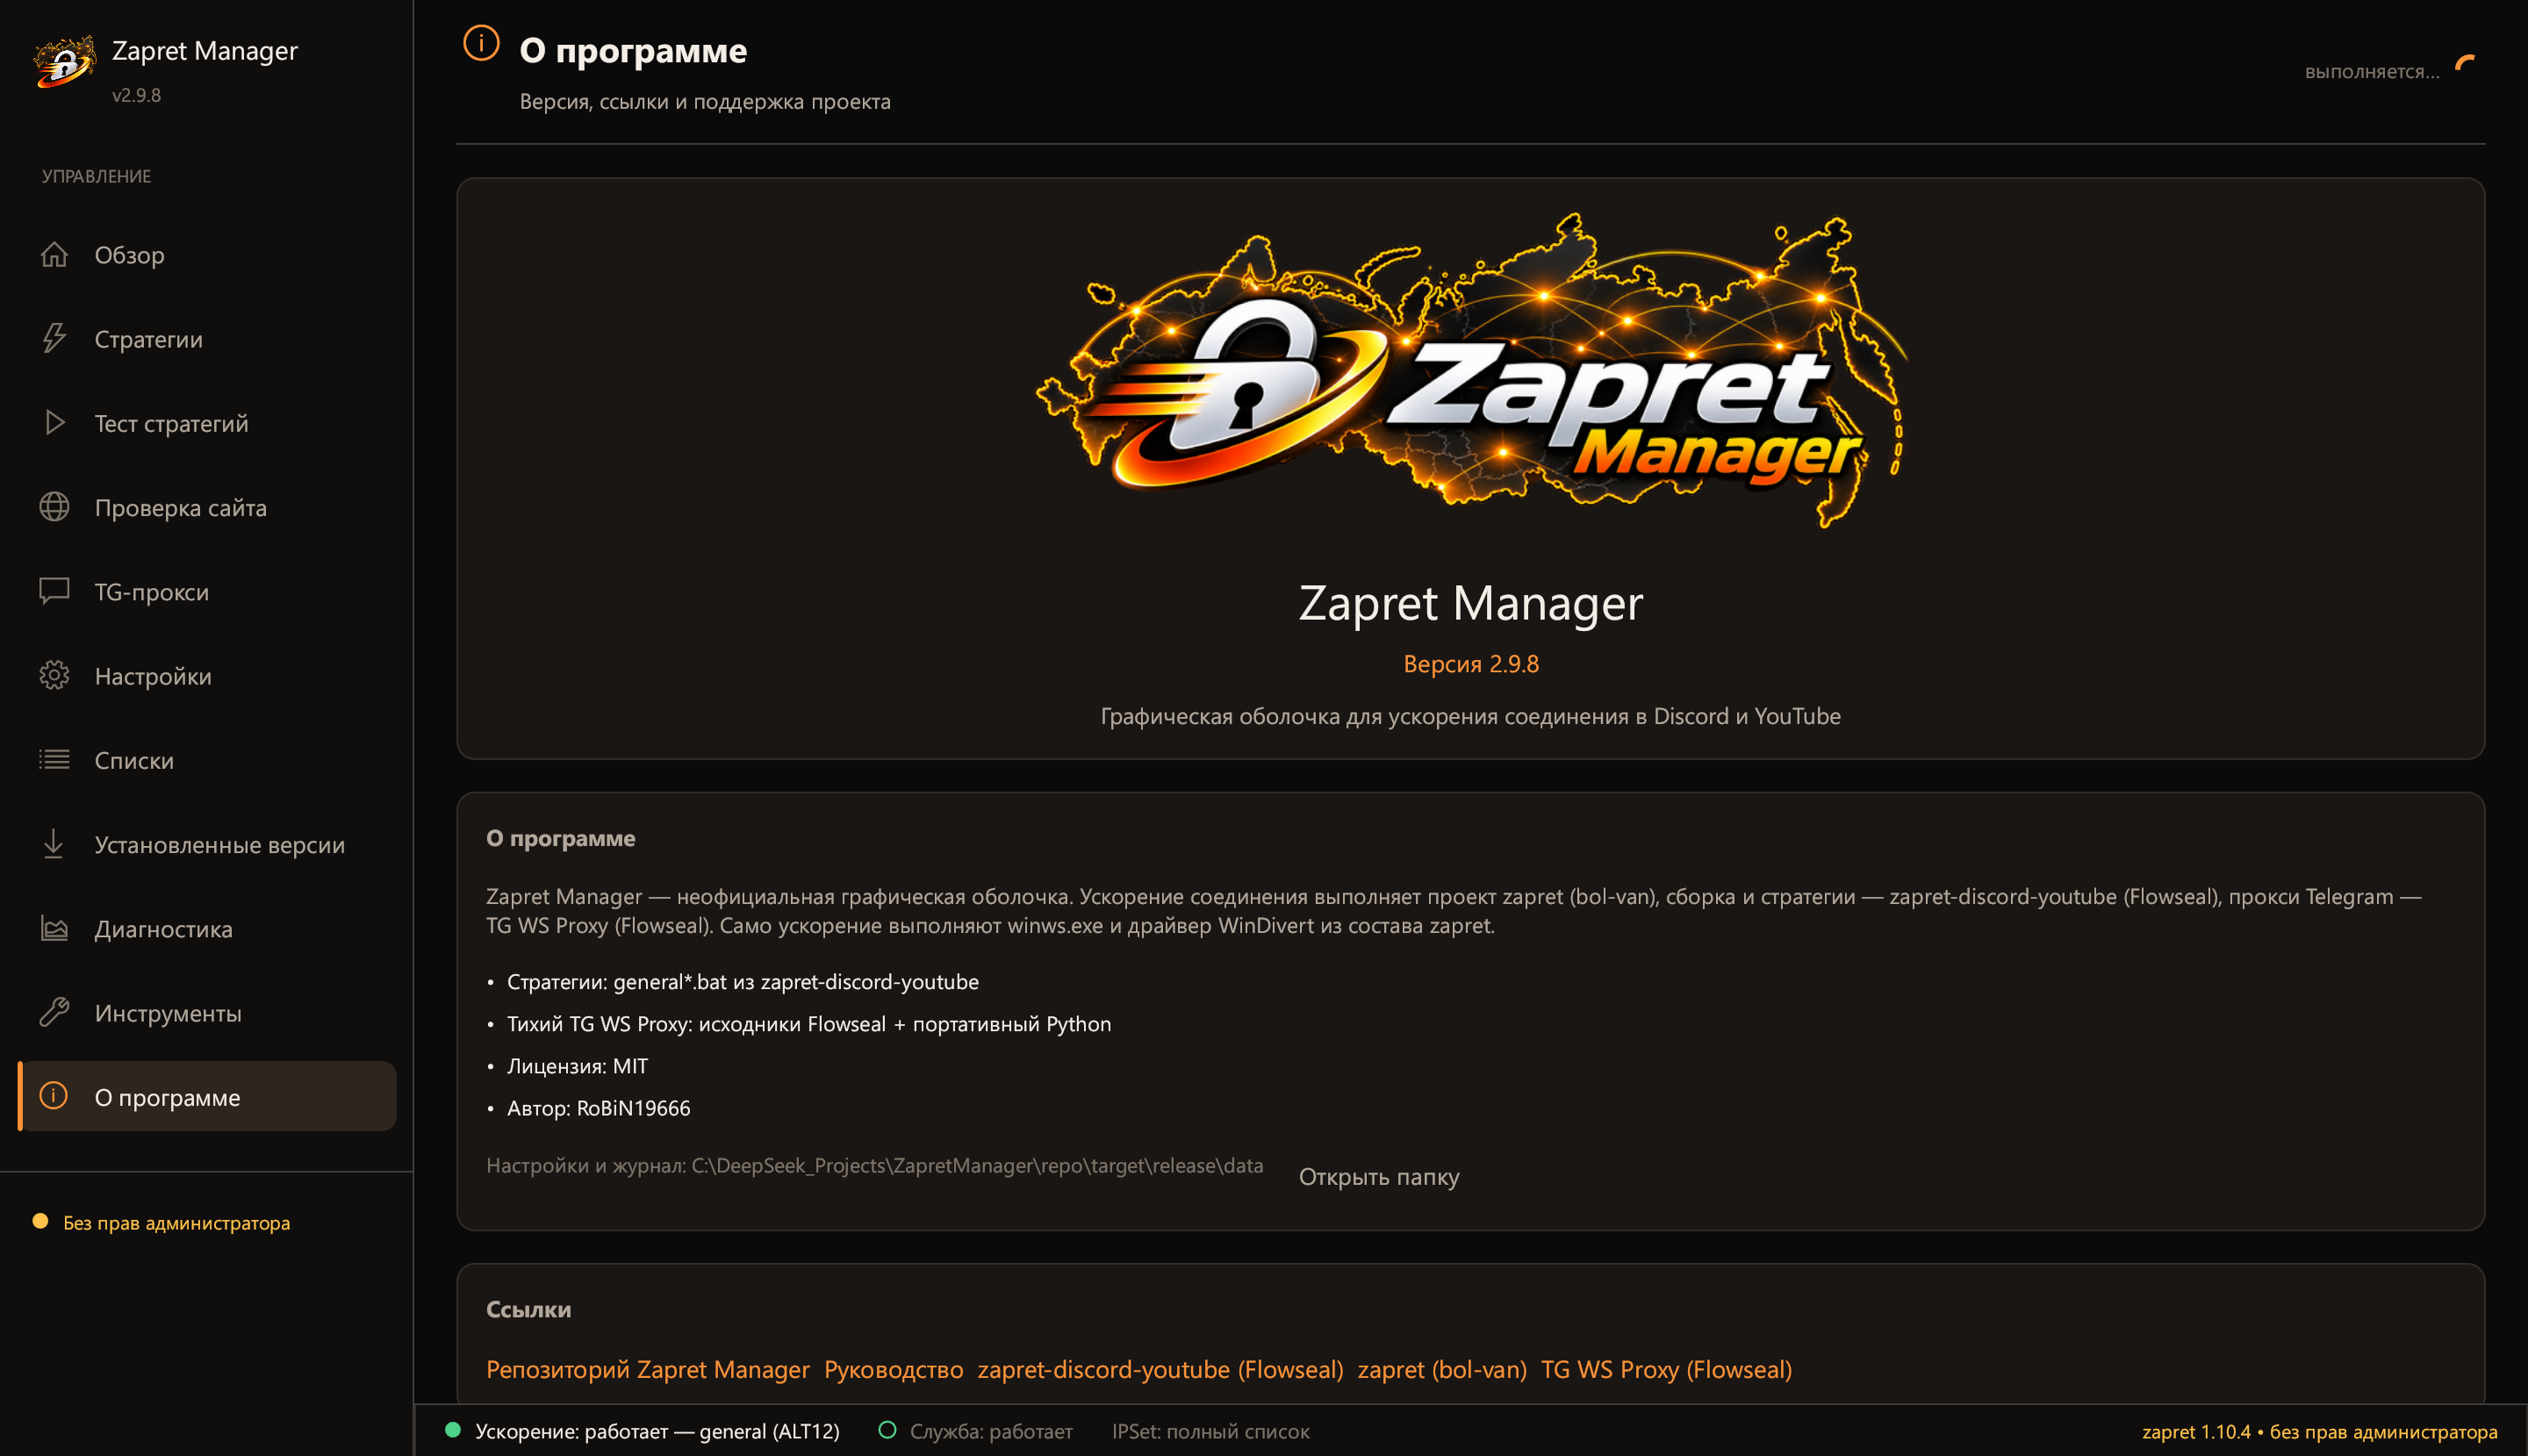 Zapret Manager
v2.9.8
УПРАВЛЕНИЕ
Обзор
Стратегии
Тест стратегий
Проверка сайта
TG-прокси
Настройки
Списки
Установленные версии
Диагностика
Инструменты
О программе
Без прав администратора
О программе
Версия, ссылки и поддержка проекта
выполняется...
Zapret
Manager
Zapret Manager
Версия 2.9.8
Графическая оболочка для ускорения соединения в Discord и YouTube
О программе
Zapret Manager — неофициальная графическая оболочка. Ускорение соединения выполняет проект zapret (bol-van), сборка и стратегии — zapret-discord-youtube (Flowseal), прокси Telegram —
TG WS Proxy (Flowseal). Само ускорение выполняют winws.exe и драйвер WinDivert из состава zapret.
• Стратегии: general*.bat из zapret-discord-youtube
• Тихий TG WS Proxy: исходники Flowseal + портативный Python
• Лицензия: MIT
• Автор: RoBiN19666
Настройки и журнал: C:\DeepSeek_Projects\ZapretManager\repo\target\release\data Открыть папку
Ссылки
Репозиторий Zapret Manager Руководство zapret-discord-youtube (Flowseal) zapret (bol-van) TG WS Proxy (Flowseal)
Ускорение: работает — general (ALT12) Служба: работает IPSet: полный список zapret 1.10.4 • без прав администратора